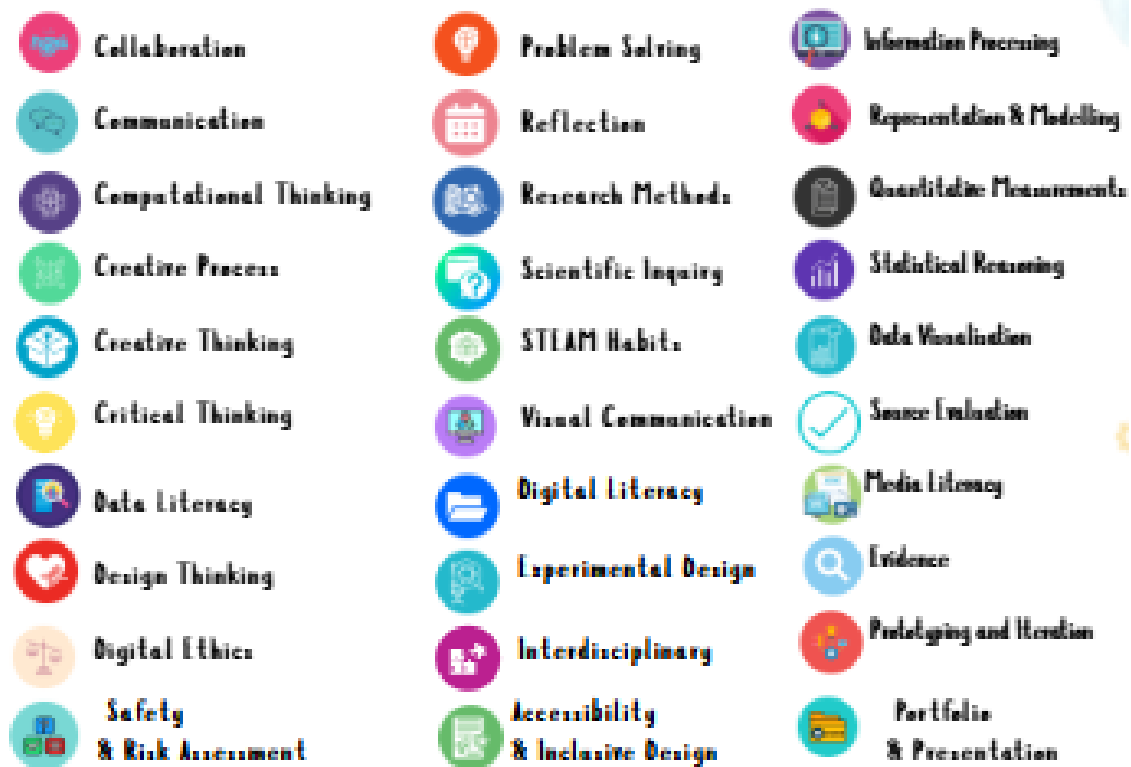 Collaboration
Communication
Computational Thinking
Creative Process
Creative Thinking
Critical Thinking
Data Literacy
Design Thinking
Digital Ethics
Safety
& Risk Assessment
Problem Solving
Reflection
Research Methods
Scientific Inquiry
STEAM Habits
Visual Communication
Digital Literacy
Experimental Design
Interdisciplinary
Accessibility
& Inclusive Design
Information Processing
Representation & Modelling
Quantitative Measurements
Statistical Reasoning
Data Visualisation
Source Evaluation
Media Literacy
Evidence
Prototyping and Iteration
Portfolio
& Presentation